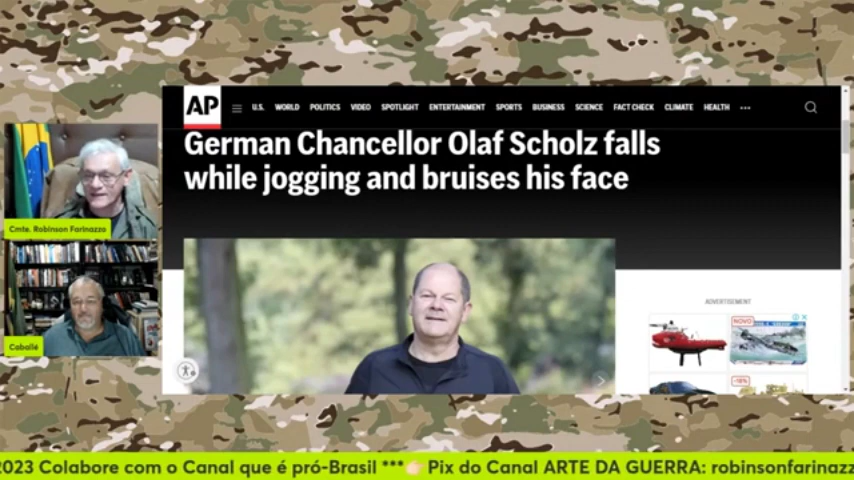 AP
U.S. WORLD POLITICS VIDEO SPOTLIGHT ENTERTAINMENT SPORTS BUSINESS SCIENCE FACT CHECK CLIMATE HEALTH •••
German Chancellor Olaf Scholz falls
while jogging and bruises his face
Cmte. Robinson Farinazzo
Caballé
ADVERTISEMENT
NOVO
-18%
2023 Colabore com o Canal que é pró-Brasil *** 👉🏻 Pix do Canal ARTE DA GUERRA: robinsonfarinazz